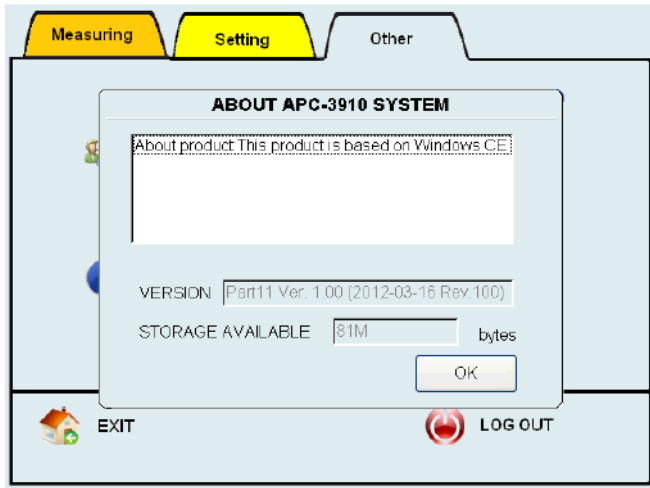 Measuring
Setting
Other
ABOUT APC-3910 SYSTEM
About product This product is based on Windows CE
VERSION Part11 Ver. 1.00 (2012-03-16 Rev.100)
STORAGE AVAILABLE 81M bytes
OK
EXIT
LOG OUT